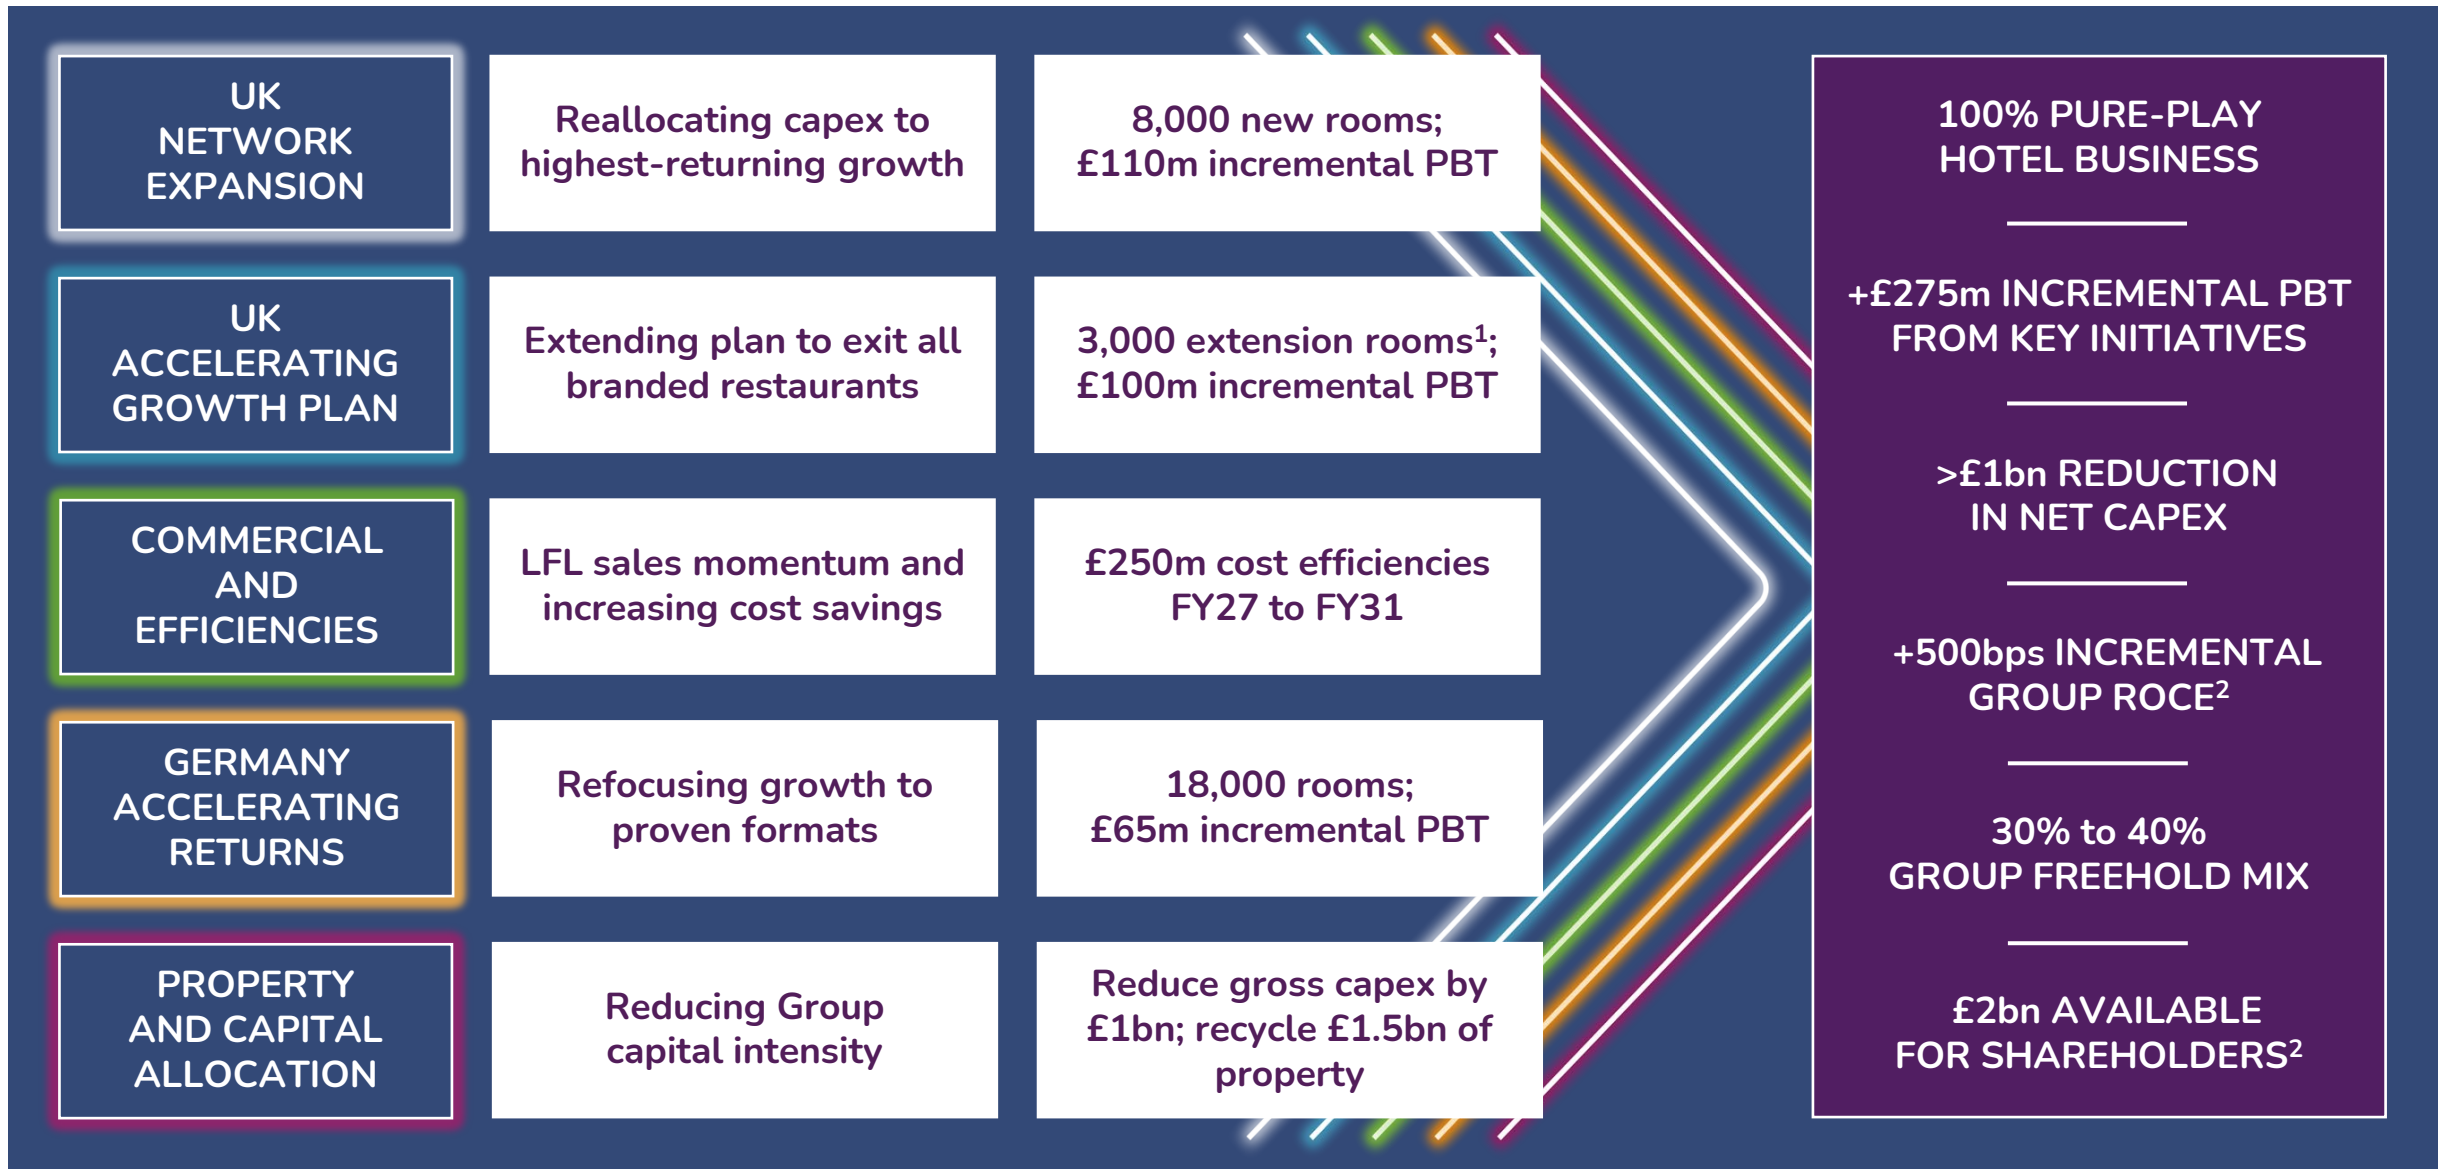 UK
NETWORK
EXPANSION
Reallocating capex to
highest-returning growth
8,000 new rooms;
£110m incremental PBT
UK
ACCELERATING
GROWTH PLAN
Extending plan to exit all
branded restaurants
3,000 extension rooms¹;
£100m incremental PBT
COMMERCIAL
AND
EFFICIENCIES
LFL sales momentum and
increasing cost savings
£250m cost efficiencies
FY27 to FY31
GERMANY
ACCELERATING
RETURNS
Refocusing growth to
proven formats
18,000 rooms;
£65m incremental PBT
PROPERTY
AND CAPITAL
ALLOCATION
Reducing Group
capital intensity
Reduce gross capex by
£1bn; recycle £1.5bn of
property
100% PURE-PLAY
HOTEL BUSINESS
+£275m INCREMENTAL PBT
FROM KEY INITIATIVES
>£1bn REDUCTION
IN NET CAPEX
+500bps INCREMENTAL
GROUP ROCE²
30% to 40%
GROUP FREEHOLD MIX
£2bn AVAILABLE
FOR SHAREHOLDERS²